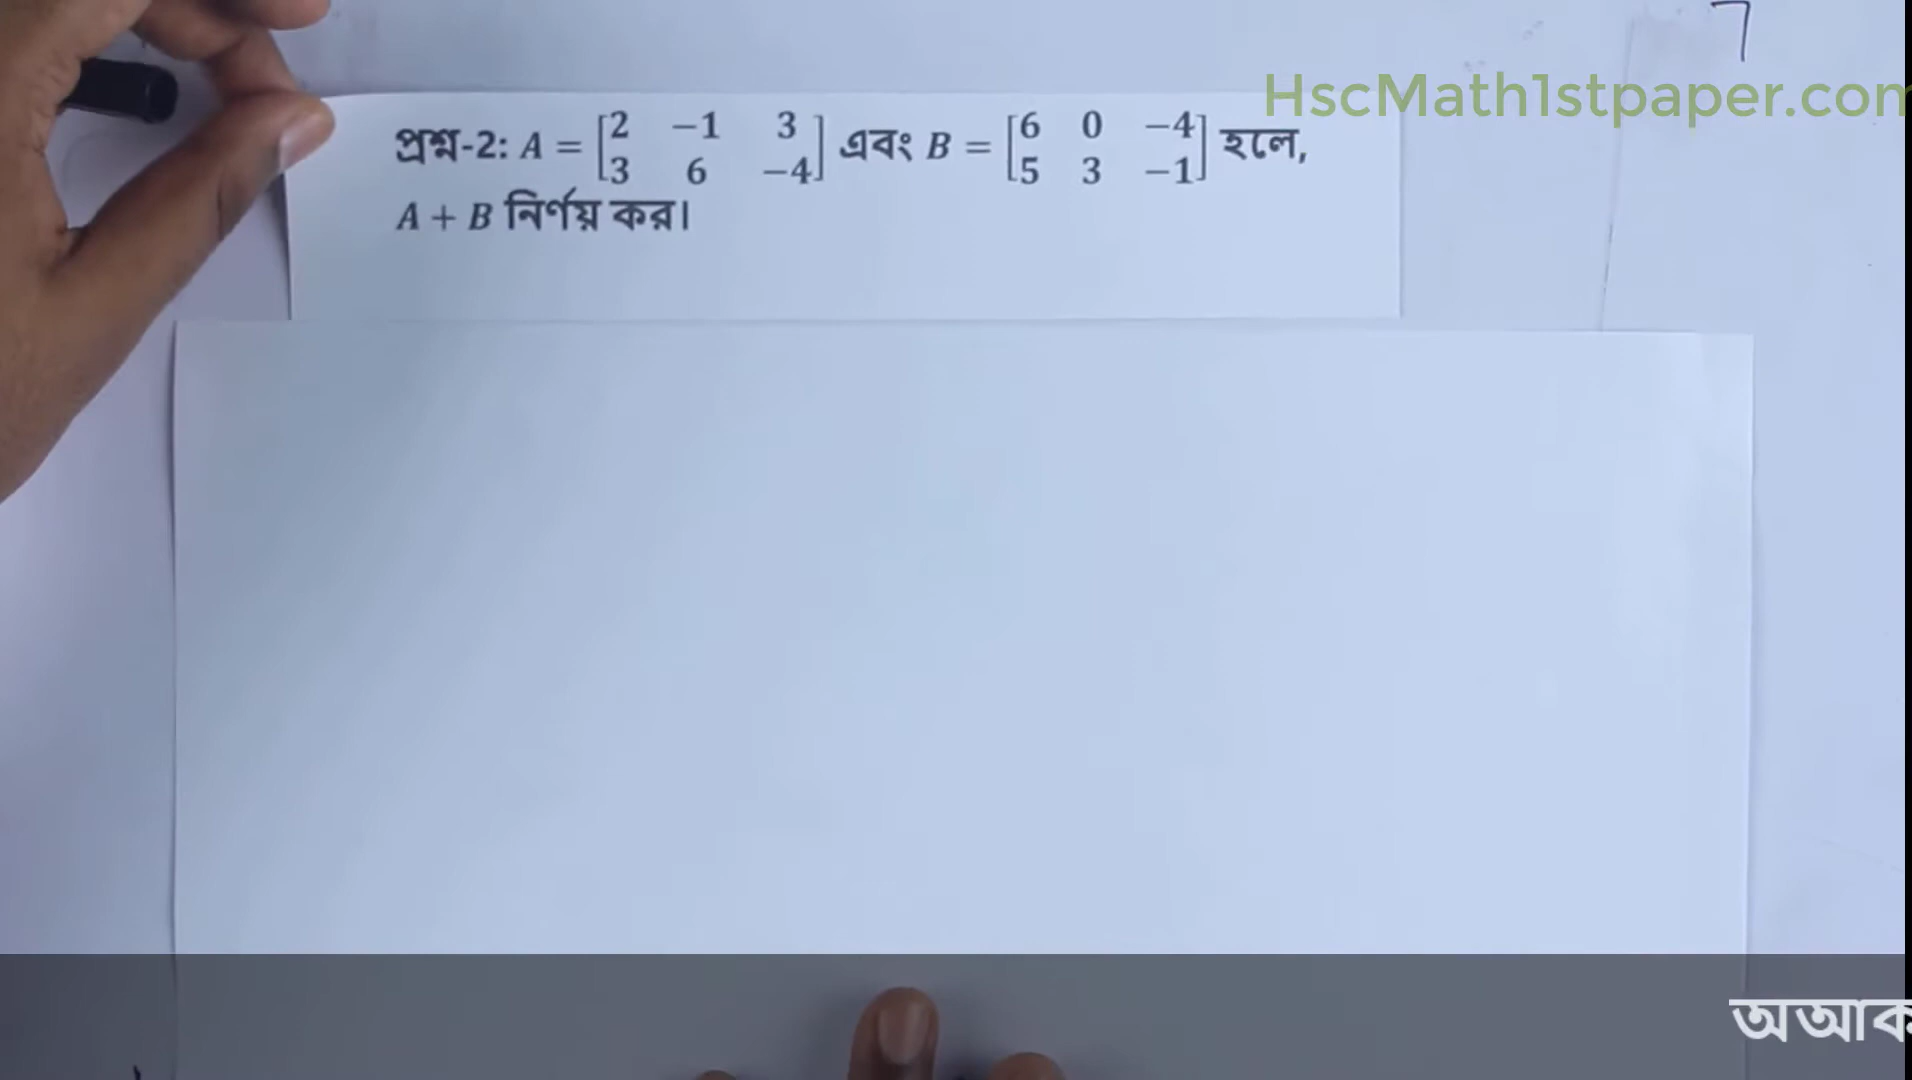 7
HscMath1stpaper.com
প্রশ্ন-2: A = [2 −1 3; 3 6 −4] এবং B = [6 0 −4; 5 3 −1] হলে,
A + B নির্ণয় কর।
অআক